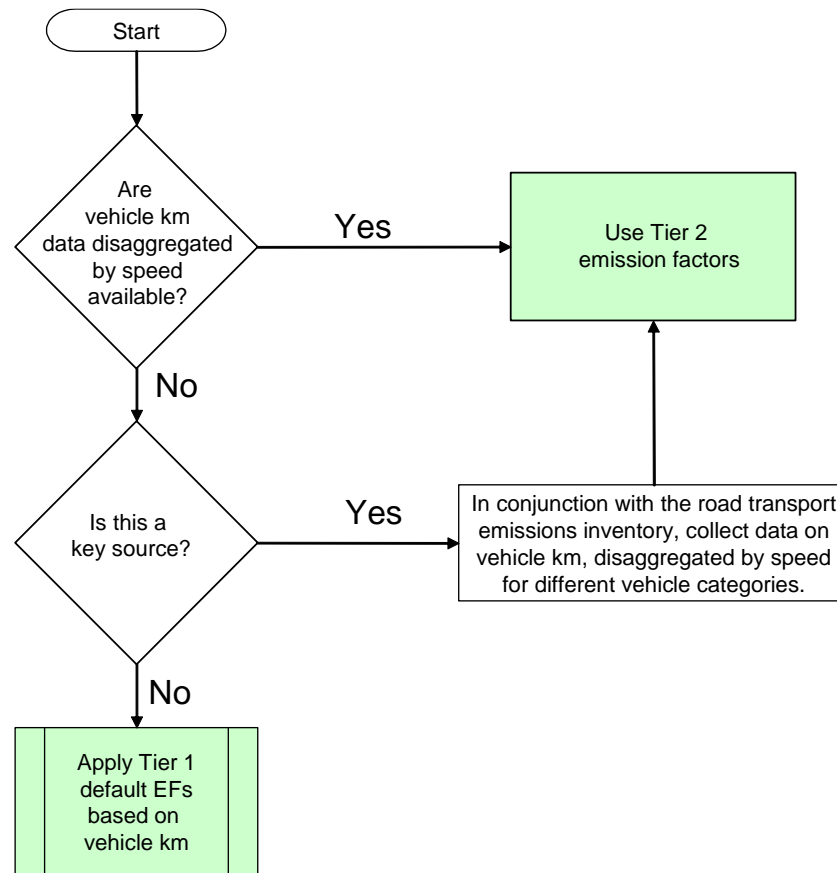 Start
Are
vehicle km
data disaggregated
by speed
available?
Yes
Use Tier 2
emission factors
No
Is this a
key source?
Yes
In conjunction with the road transport
emissions inventory, collect data on
vehicle km, disaggregated by speed
for different vehicle categories.
No
Apply Tier 1
default EFs
based on
vehicle km